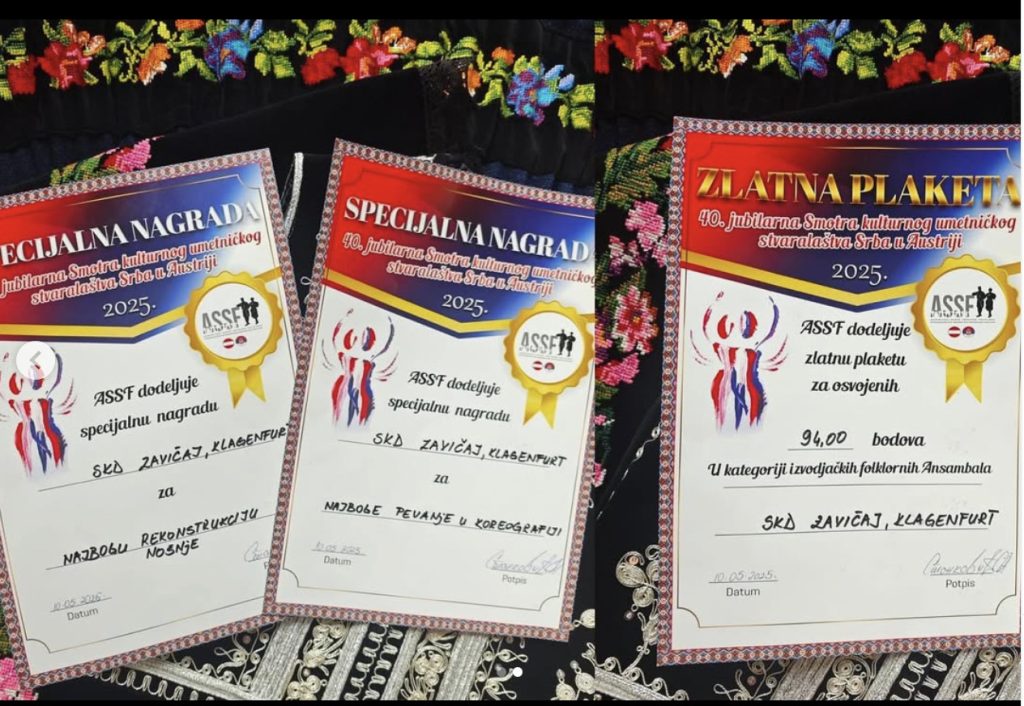 ECIJALNA NAGRADA
jubilarna Smotra kulturnog umetničkog
stvaralaštva Srba u Austriji
2025.
ASSF
ASSF dodeljuje
specijalnu nagradu
SKD ZAVIČAJ, KLAGENFURT
za
NAJBOLJU REKONSTRUKCIJU
NOŠNJE
10.05.2025.
Datum
SPECIJALNA NAGRAD
40. jubilarna Smotra kulturnog umetničko
stvaralaštva Srba u Austriji
2025.
ASSF
ASSF dodeljuje
specijalnu nagradu
SKD ZAVIČAJ, KLAGENFURT
za
NAJBOLJE PEVANJE U KOREOGRAFIJI
10.05.2025.
Datum
Potpis
ZLATNA PLAKETA
40. jubilarna Smotra kulturnog umetničkog
stvaralaštva Srba u Austriji
2025.
ASSF
ASSF dodeljuje
zlatnu plaketu
za osvojenih
94,00 bodova
U kategoriji izvodjačkih folklornih Ansambala
SKD ZAVIČAJ, KLAGENFURT
10.05.2025.
Datum
Potpis